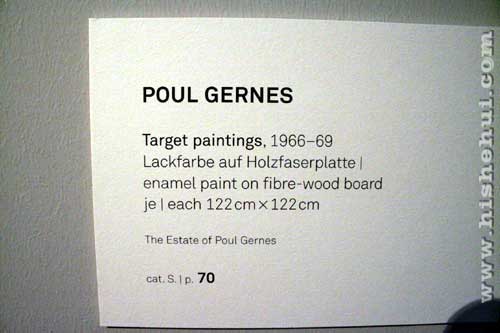 POUL GERNES
Target paintings, 1966–69
Lackfarbe auf Holzfaserplatte |
enamel paint on fibre-wood board
je | each 122 cm × 122 cm
The Estate of Poul Gernes
cat. S. | p. 70
www.hishehui.com